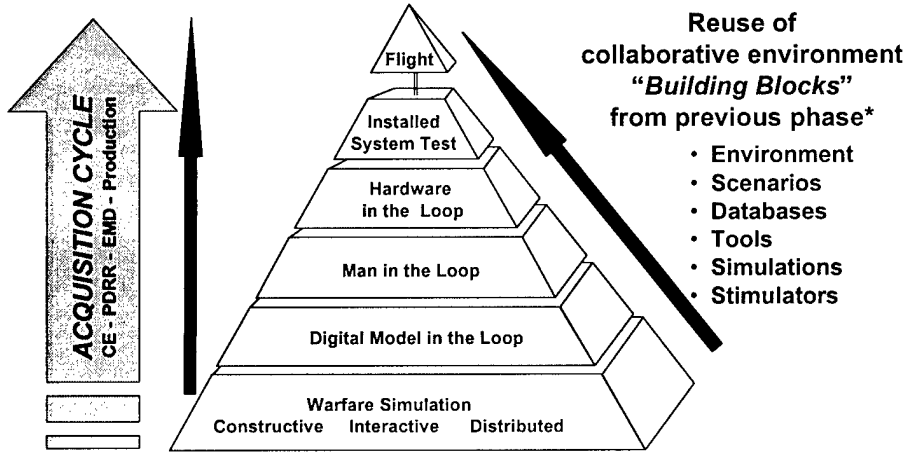 ACQUISITION CYCLE
CE - PDRR - EMD - Production
Flight
Installed
System Test
Hardware
in the Loop
Man in the Loop
Digital Model in the Loop
Warfare Simulation
Constructive Interactive Distributed
Reuse of
collaborative environment
“Building Blocks”
from previous phase*
• Environment
• Scenarios
• Databases
• Tools
• Simulations
• Stimulators